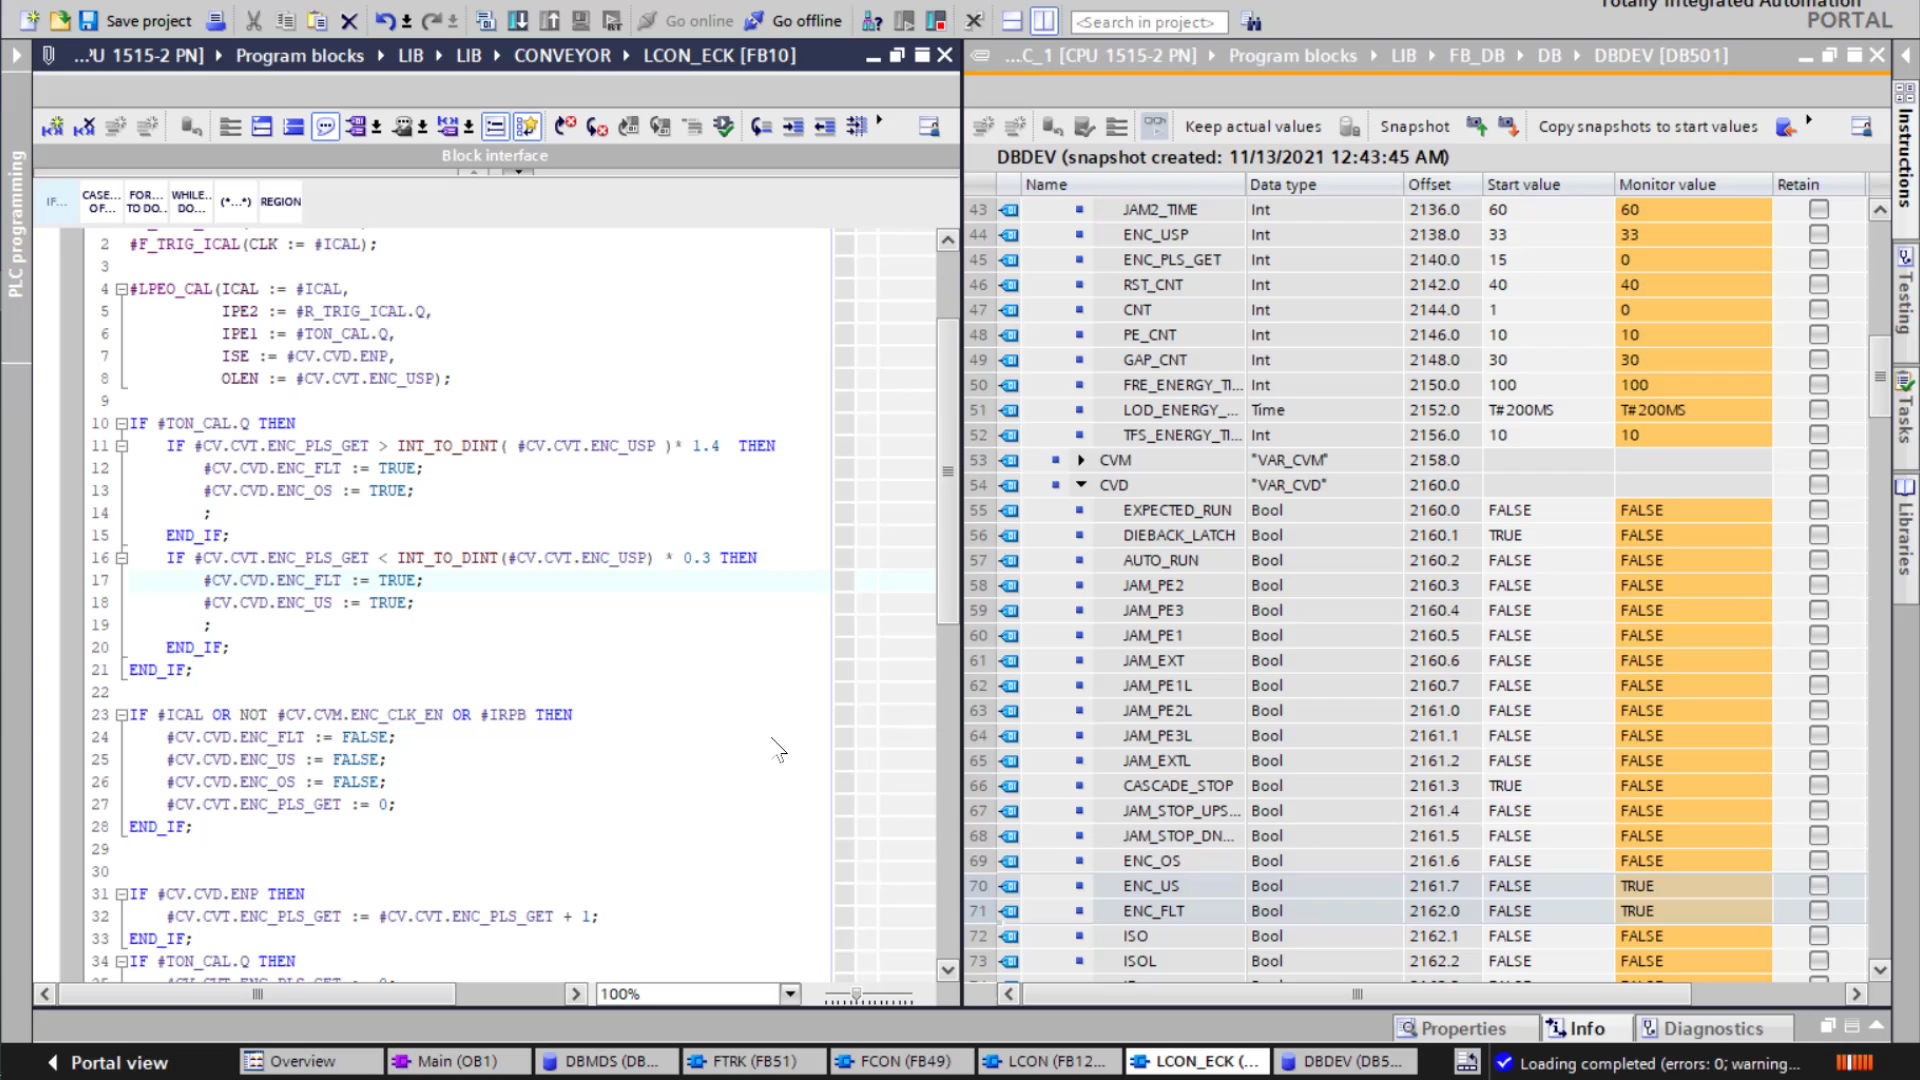 Save project
Go online
Go offline
<Search in project>
Totally Integrated Automation
PORTAL
...'U 1515-2 PN] ▸ Program blocks ▸ LIB ▸ LIB ▸ CONVEYOR ▸ LCON_ECK [FB10]
...C_1 [CPU 1515-2 PN] ▸ Program blocks ▸ LIB ▸ FB_DB ▸ DB ▸ DBDEV [DB501]
PLC programming
Block interface
IF... CASE... OF... FOR... TO DO.. WHILE.. DO... (*...*) REGION
2 #F_TRIG_ICAL(CLK := #ICAL);
3
4 #LPEO_CAL(ICAL := #ICAL,
5 IPE2 := #R_TRIG_ICAL.Q,
6 IPE1 := #TON_CAL.Q,
7 ISE := #CV.CVD.ENP,
8 OLEN := #CV.CVT.ENC_USP);
9
10 IF #TON_CAL.Q THEN
11 IF #CV.CVT.ENC_PLS_GET > INT_TO_DINT( #CV.CVT.ENC_USP )* 1.4 THEN
12 #CV.CVD.ENC_FLT := TRUE;
13 #CV.CVD.ENC_OS := TRUE;
14 ;
15 END_IF;
16 IF #CV.CVT.ENC_PLS_GET < INT_TO_DINT(#CV.CVT.ENC_USP) * 0.3 THEN
17 #CV.CVD.ENC_FLT := TRUE;
18 #CV.CVD.ENC_US := TRUE;
19 ;
20 END_IF;
21 END_IF;
22
23 IF #ICAL OR NOT #CV.CVM.ENC_CLK_EN OR #IRPB THEN
24 #CV.CVD.ENC_FLT := FALSE;
25 #CV.CVD.ENC_US := FALSE;
26 #CV.CVD.ENC_OS := FALSE;
27 #CV.CVT.ENC_PLS_GET := 0;
28 END_IF;
29
30
31 IF #CV.CVD.ENP THEN
32 #CV.CVT.ENC_PLS_GET := #CV.CVT.ENC_PLS_GET + 1;
33 END_IF;
34 IF #TON_CAL.Q THEN
100%
Keep actual values
Snapshot
Copy snapshots to start values
DBDEV (snapshot created: 11/13/2021 12:43:45 AM)
Name Data type Offset Start value Monitor value Retain
43 JAM2_TIME Int 2136.0 60 60
44 ENC_USP Int 2138.0 33 33
45 ENC_PLS_GET Int 2140.0 15 0
46 RST_CNT Int 2142.0 40 40
47 CNT Int 2144.0 1 0
48 PE_CNT Int 2146.0 10 10
49 GAP_CNT Int 2148.0 30 30
50 FRE_ENERGY_TI... Int 2150.0 100 100
51 LOD_ENERGY_... Time 2152.0 T#200MS T#200MS
52 TFS_ENERGY_TI... Int 2156.0 10 10
53 CVM "VAR_CVM" 2158.0
54 CVD "VAR_CVD" 2160.0
55 EXPECTED_RUN Bool 2160.0 FALSE FALSE
56 DIEBACK_LATCH Bool 2160.1 TRUE FALSE
57 AUTO_RUN Bool 2160.2 FALSE FALSE
58 JAM_PE2 Bool 2160.3 FALSE FALSE
59 JAM_PE3 Bool 2160.4 FALSE FALSE
60 JAM_PE1 Bool 2160.5 FALSE FALSE
61 JAM_EXT Bool 2160.6 FALSE FALSE
62 JAM_PE1L Bool 2160.7 FALSE FALSE
63 JAM_PE2L Bool 2161.0 FALSE FALSE
64 JAM_PE3L Bool 2161.1 FALSE FALSE
65 JAM_EXTL Bool 2161.2 FALSE FALSE
66 CASCADE_STOP Bool 2161.3 TRUE FALSE
67 JAM_STOP_UPS... Bool 2161.4 FALSE FALSE
68 JAM_STOP_DN... Bool 2161.5 FALSE FALSE
69 ENC_OS Bool 2161.6 FALSE FALSE
70 ENC_US Bool 2161.7 FALSE TRUE
71 ENC_FLT Bool 2162.0 FALSE TRUE
72 ISO Bool 2162.1 FALSE FALSE
73 ISOL Bool 2162.2 FALSE FALSE
Instructions
Testing
Tasks
Libraries
Properties
Info
Diagnostics
Portal view
Overview
Main (OB1)
DBMDS (DB...
FTRK (FB51)
FCON (FB49)
LCON (FB12...
LCON_ECK (...
DBDEV (DB5...
Loading completed (errors: 0; warning...